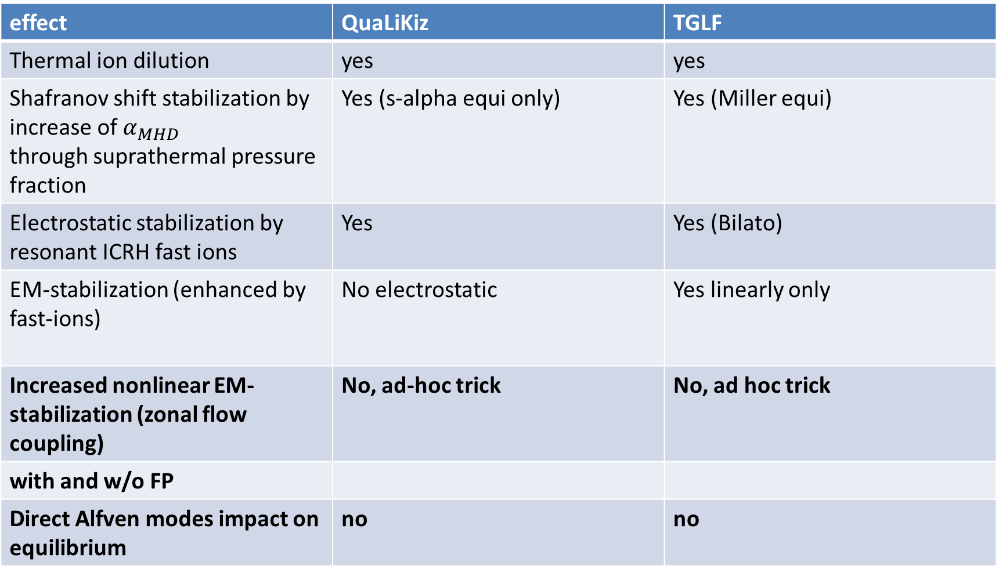 effect QuaLiKiz TGLF
Thermal ion dilution yes yes
Shafranov shift stabilization by Yes (s-alpha equi only) Yes (Miller equi)
increase of α_MHD
through suprathermal pressure
fraction
Electrostatic stabilization by Yes Yes (Bilato)
resonant ICRH fast ions
EM-stabilization (enhanced by No electrostatic Yes linearly only
fast-ions)
Increased nonlinear EM- No, ad-hoc trick No, ad hoc trick
stabilization (zonal flow
coupling)
with and w/o FP
Direct Alfven modes impact on no no
equilibrium